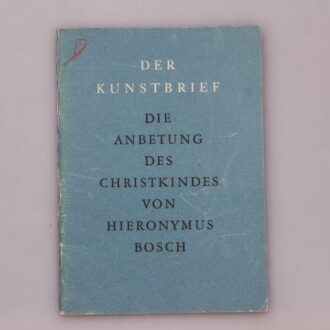 DER
KUNSTBRIEF
DIE
ANBETUNG
DES
CHRISTKINDES
VON
HIERONYMUS
BOSCH